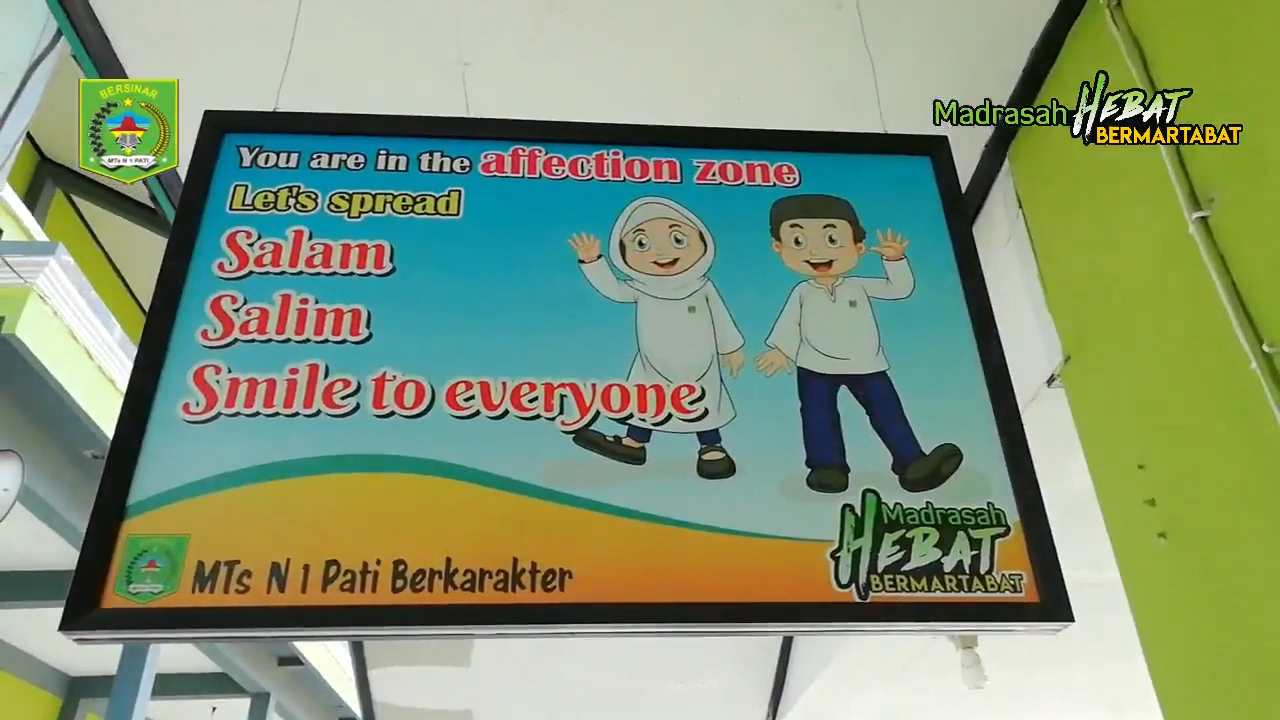 BERSINAR
MTs N 1 PATI
Madrasah HEBAT
BERMARTABAT
You are in the affection zone
Let's spread
Salam
Salim
Smile to everyone
MTs N 1 Pati Berkarakter
Madrasah
HEBAT
BERMARTABAT